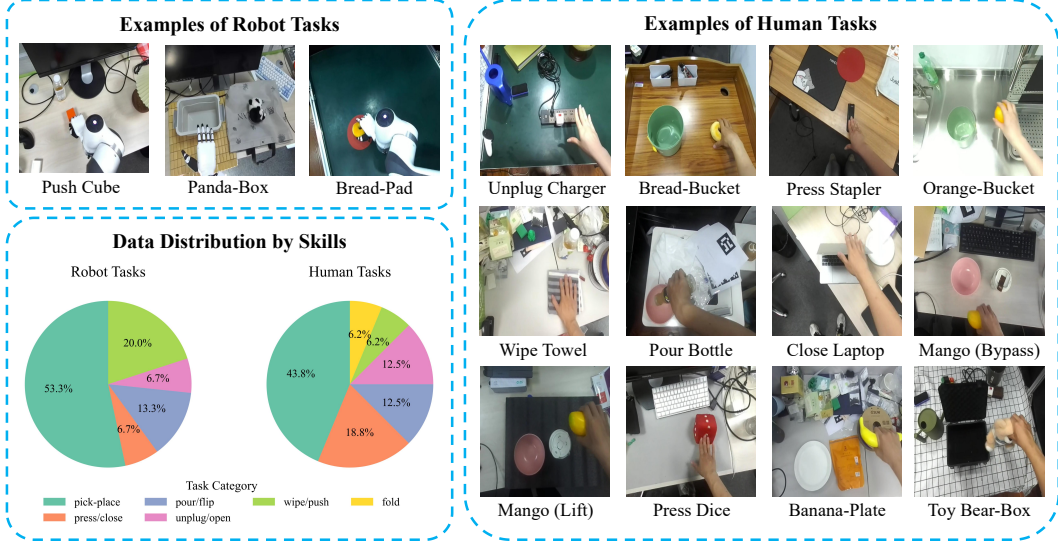 Examples of Robot Tasks
Push Cube
Panda-Box
Bread-Pad
Data Distribution by Skills
Robot Tasks
Human Tasks
20.0%
6.7%
13.3%
6.7%
53.3%
6.2%
6.2%
12.5%
12.5%
18.8%
43.8%
Task Category
pick-place
pour/flip
wipe/push
fold
press/close
unplug/open
Examples of Human Tasks
Unplug Charger
Bread-Bucket
Press Stapler
Orange-Bucket
Wipe Towel
Pour Bottle
Close Laptop
Mango (Bypass)
Mango (Lift)
Press Dice
Banana-Plate
Toy Bear-Box